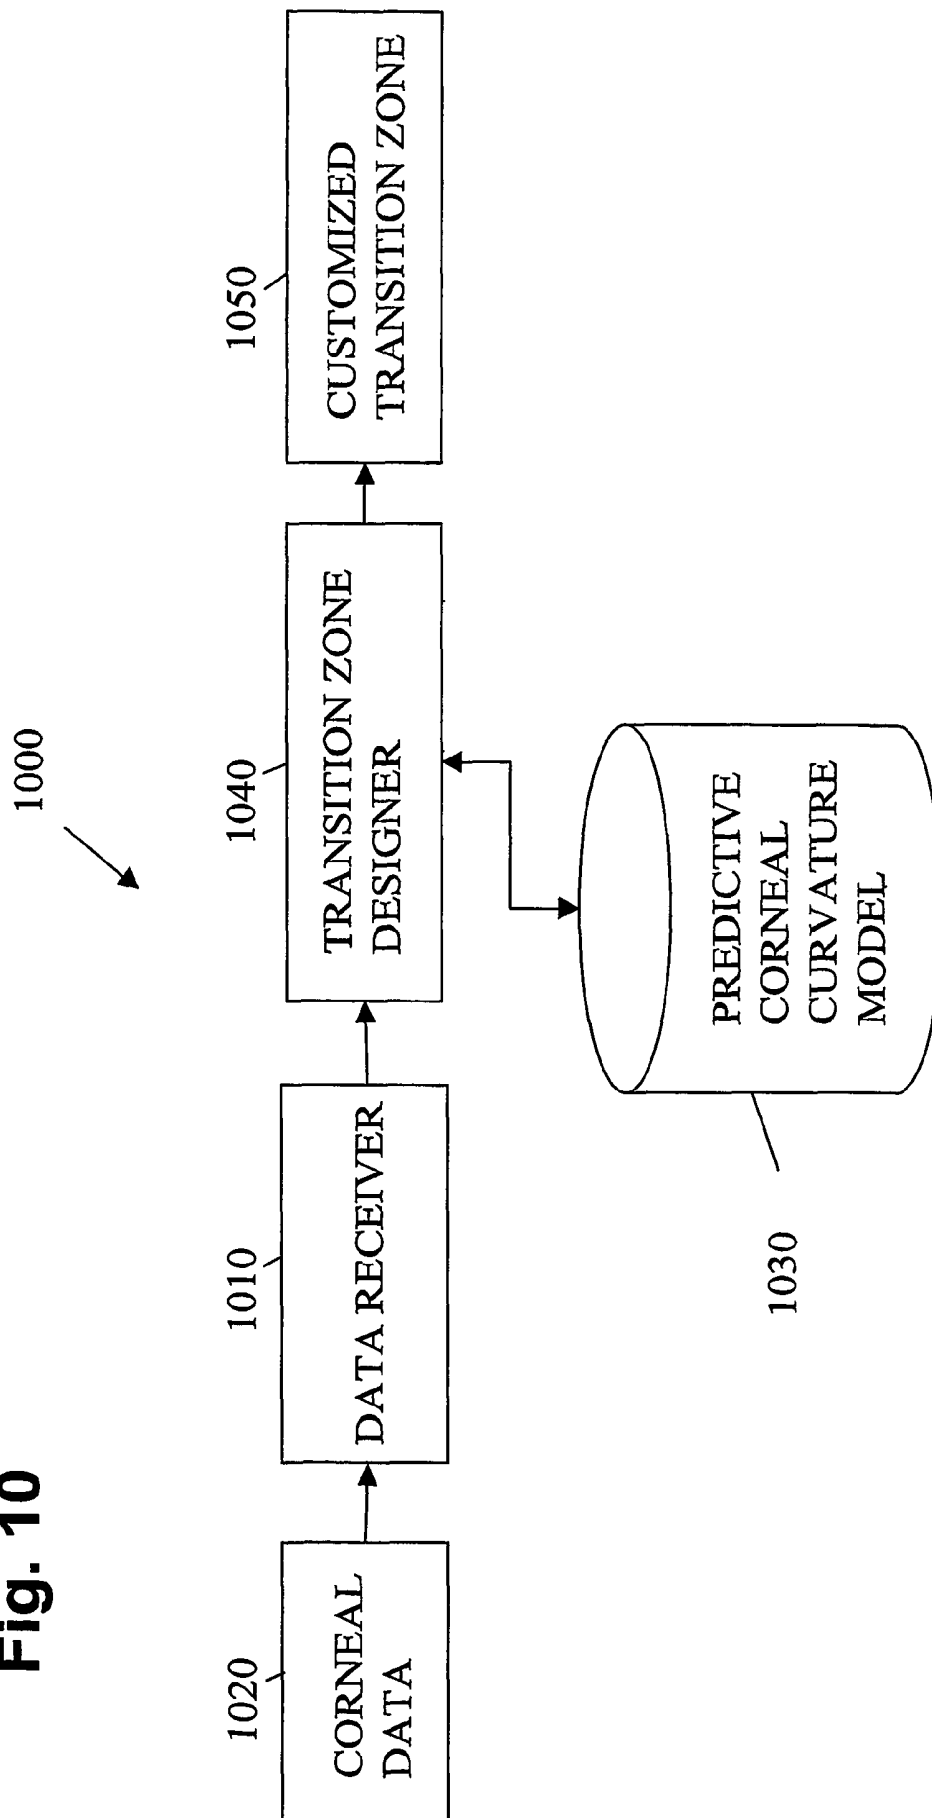 Fig. 10
1000
1020
CORNEAL
DATA
1010
DATA RECEIVER
1040
TRANSITION ZONE
DESIGNER
1050
CUSTOMIZED
TRANSITION ZONE
1030
PREDICTIVE
CORNEAL
CURVATURE
MODEL